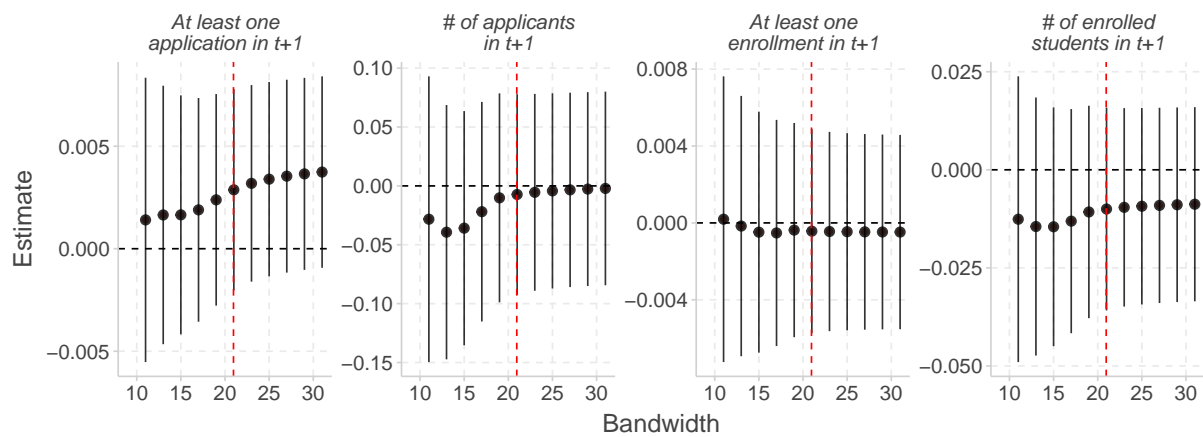 At least one
application in t+1
# of applicants
in t+1
At least one
enrollment in t+1
# of enrolled
students in t+1
Estimate
0.005
0.000
−0.005
10 15 20 25 30
0.10
0.05
0.00
−0.05
−0.10
−0.15
10 15 20 25 30
0.008
0.004
0.000
−0.004
10 15 20 25 30
0.025
0.000
−0.025
−0.050
10 15 20 25 30
Bandwidth